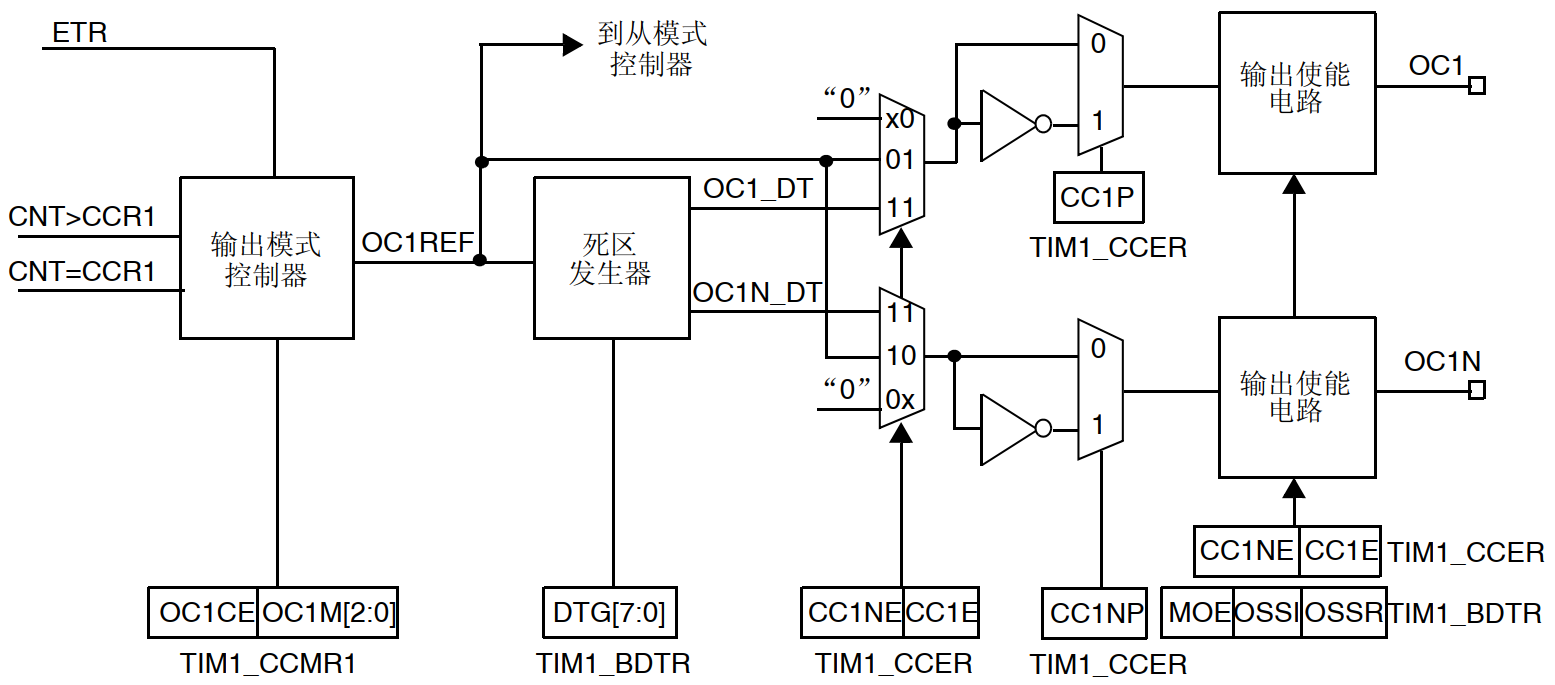 ETR
到从模式
控制器
“0”
x0
01
11
0
1
输出使能
电路
OC1
CC1P
TIM1_CCER
CNT>CCR1
CNT=CCR1
输出模式
控制器
OC1REF
死区
发生器
OC1_DT
OC1N_DT
11
10
0x
“0”
0
1
输出使能
电路
OC1N
CC1NE CC1E TIM1_CCER
OC1CE OC1M[2:0]
TIM1_CCMR1
DTG[7:0]
TIM1_BDTR
CC1NE CC1E
TIM1_CCER
CC1NP
TIM1_CCER
MOE OSSI OSSR TIM1_BDTR